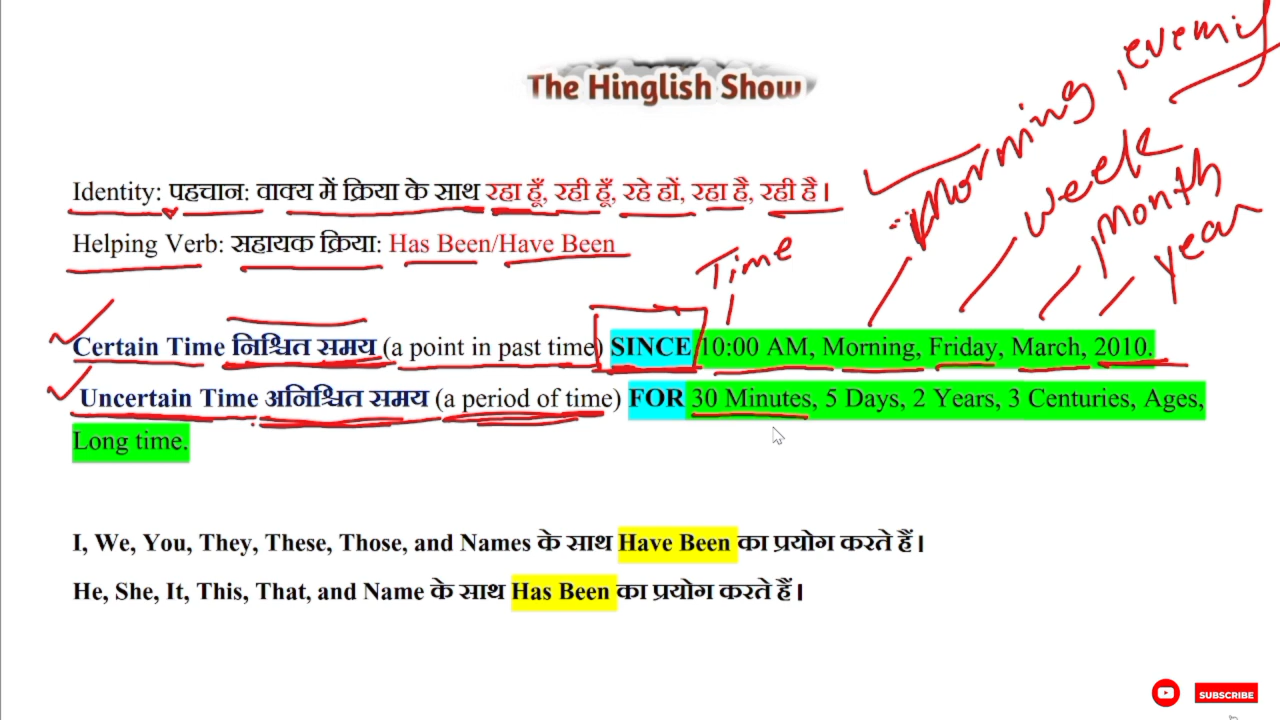 The Hinglish Show
Morning, evening
week
month
year
Time
Identity: पहचान: वाक्य में क्रिया के साथ रहा हूँ, रही हूँ, रहे हों, रहा है, रही है।
Helping Verb: सहायक क्रिया: Has Been/Have Been
Certain Time निश्चित समय (a point in past time) SINCE 10:00 AM, Morning, Friday, March, 2010.
Uncertain Time अनिश्चित समय (a period of time) FOR 30 Minutes, 5 Days, 2 Years, 3 Centuries, Ages,
Long time.
I, We, You, They, These, Those, and Names के साथ Have Been का प्रयोग करते हैं।
He, She, It, This, That, and Name के साथ Has Been का प्रयोग करते हैं।
SUBSCRIBE